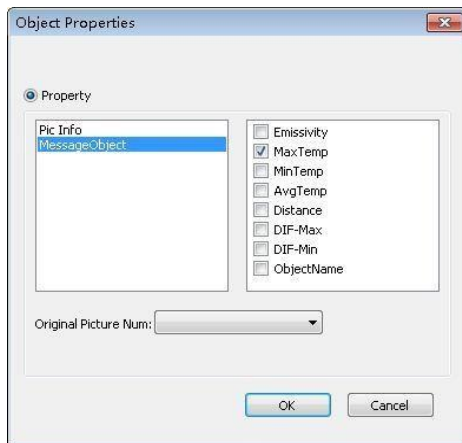 Object Properties
Property
Pic Info
MessageObject
Emissivity
MaxTemp
MinTemp
AvgTemp
Distance
DIF-Max
DIF-Min
ObjectName
Original Picture Num:
OK
Cancel